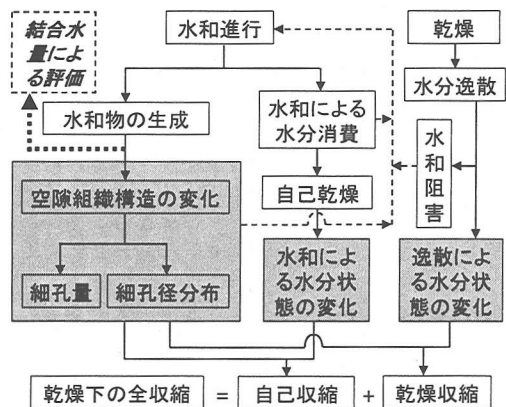 結合水
量によ
る評価
水和進行
乾燥
水和物の生成
水和による
水分消費
水分逸散
水和阻害
空隙組織構造の変化
自己乾燥
細孔量
細孔径分布
水和によ
る水分状
態の変化
逸散によ
る水分状
態の変化
乾燥下の全収縮 = 自己収縮 + 乾燥収縮